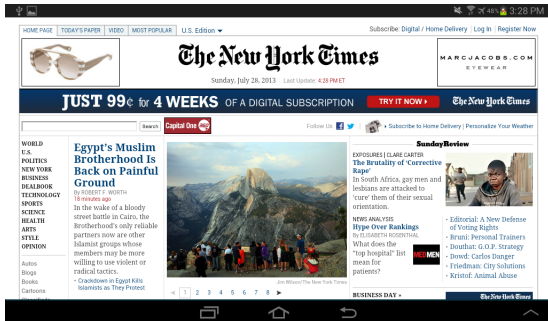 48% 3:28 PM
HOME PAGE TODAY'S PAPER VIDEO MOST POPULAR U.S. Edition
Subscribe: Digital / Home Delivery Log In Register Now
The New York Times
Sunday, July 28, 2013 Last Update: 4:28 PM ET
MARCJACOBS.COM
EYEWEAR
JUST 99¢ for 4 WEEKS OF A DIGITAL SUBSCRIPTION TRY IT NOW The New York Times
Search Capital One Follow Us Subscribe to Home Delivery Personalize Your Weather
WORLD
U.S.
POLITICS
NEW YORK
BUSINESS
DEALBOOK
TECHNOLOGY
SPORTS
SCIENCE
HEALTH
ARTS
STYLE
OPINION
Autos
Blogs
Books
Cartoons
Egypt's Muslim
Brotherhood Is
Back on Painful
Ground
By ROBERT F. WORTH
18 minutes ago
In the wake of a bloody
street battle in Cairo, the
Brotherhood's only reliable
partners now are other
Islamist groups whose
members may be more
willing to use violent or
radical tactics.
Crackdown in Egypt Kills
Islamists as They Protest
Jim Wilson/The New York Times
1 2 3 4 5 6 7 8
SundayReview
EXPOSURES | CLARE CARTER
The Brutality of 'Corrective
Rape'
In South Africa, gay men and
lesbians are attacked to
'cure' them of their sexual
orientation.
NEWS ANALYSIS
Hype Over Rankings
By ELISABETH ROSENTHAL
What does the
"top hospital" list
mean for
patients?
MEDMEN
Editorial: A New Defense
of Voting Rights
Bruni: Personal Trainers
Douthat: G.O.P. Strategy
Dowd: Carlos Danger
Friedman: City Solutions
Kristof: Animal Abuse
BUSINESS DAY »
The New York Times